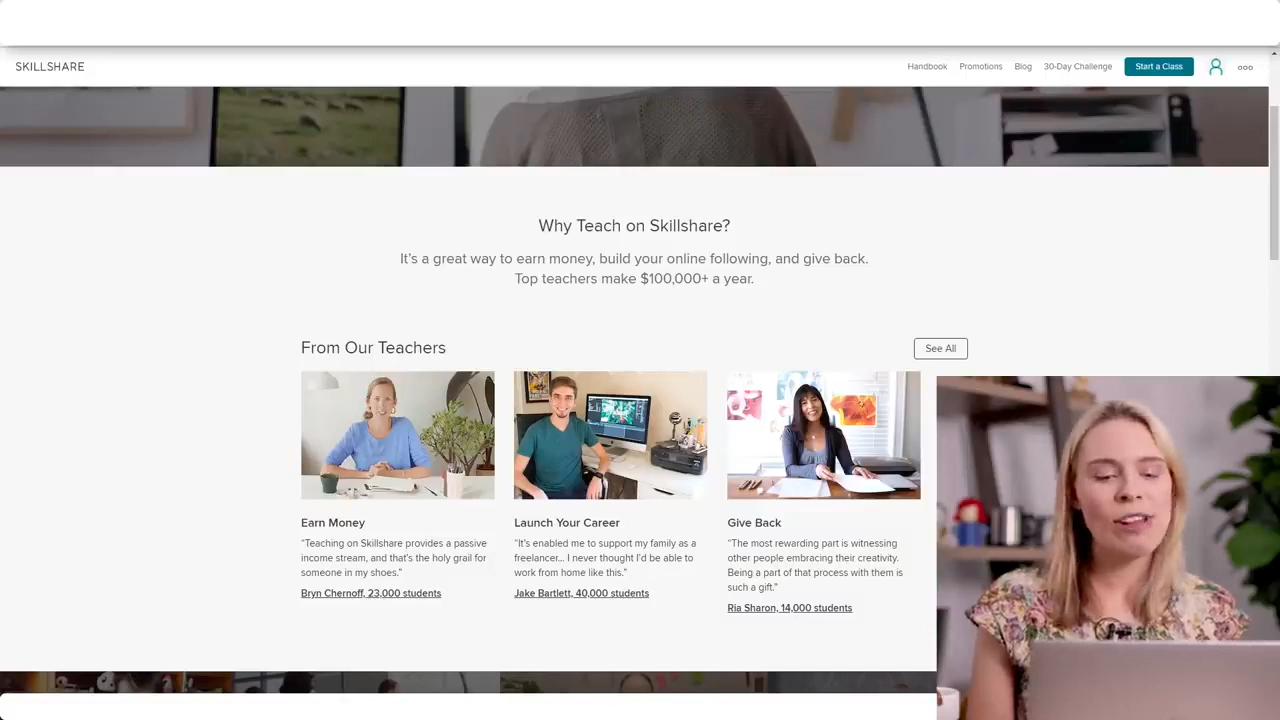 SKILLSHARE
Handbook Promotions Blog 30-Day Challenge Start a Class
Why Teach on Skillshare?
It's a great way to earn money, build your online following, and give back.
Top teachers make $100,000+ a year.
From Our Teachers
See All
Earn Money
“Teaching on Skillshare provides a passive
income stream, and that's the holy grail for
someone in my shoes.”
Bryn Chernoff, 23,000 students
Launch Your Career
“It's enabled me to support my family as a
freelancer... I never thought I'd be able to
work from home like this.”
Jake Bartlett, 40,000 students
Give Back
“The most rewarding part is witnessing
other people embracing their creativity.
Being a part of that process with them is
such a gift.”
Ria Sharon, 14,000 students